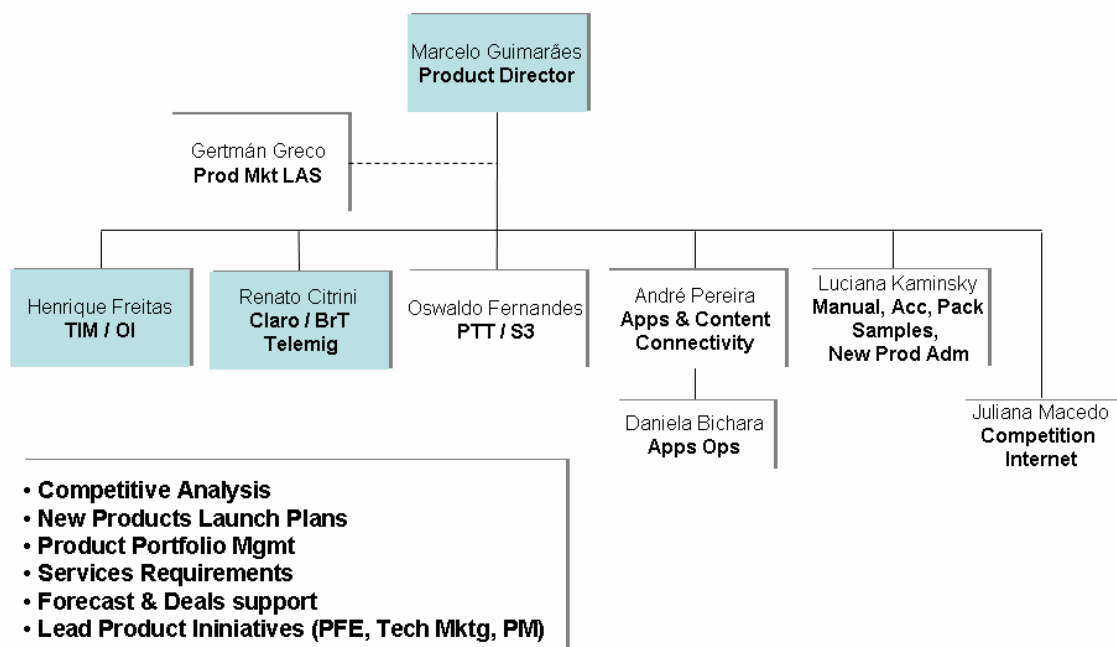 Marcelo Guimarães
Product Director
Gertmán Greco
Prod Mkt LAS
Henrique Freitas
TIM / OI
Renato Citrini
Claro / BrT
Telemig
Oswaldo Fernandes
PTT / S3
André Pereira
Apps & Content
Connectivity
Luciana Kaminsky
Manual, Acc, Pack
Samples,
New Prod Adm
Daniela Bichara
Apps Ops
Juliana Macedo
Competition
Internet
• Competitive Analysis
• New Products Launch Plans
• Product Portfolio Mgmt
• Services Requirements
• Forecast & Deals support
• Lead Product Ininiatives (PFE, Tech Mktg, PM)